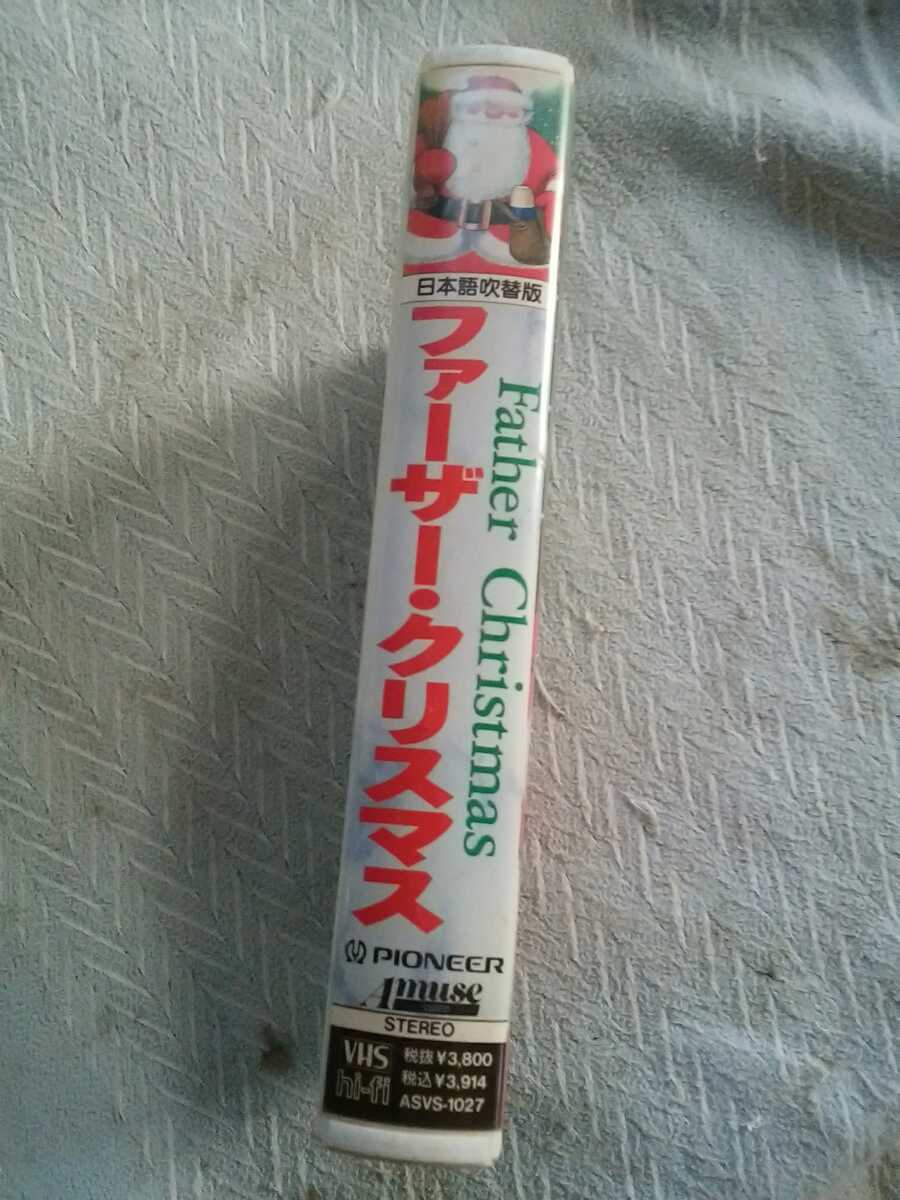 日本語吹替版
ファーザー・クリスマス
Father Christmas
PIONEER
Amuse
STEREO
VHS
hi-fi
税抜¥3,800
税込¥3,914
ASVS-1027